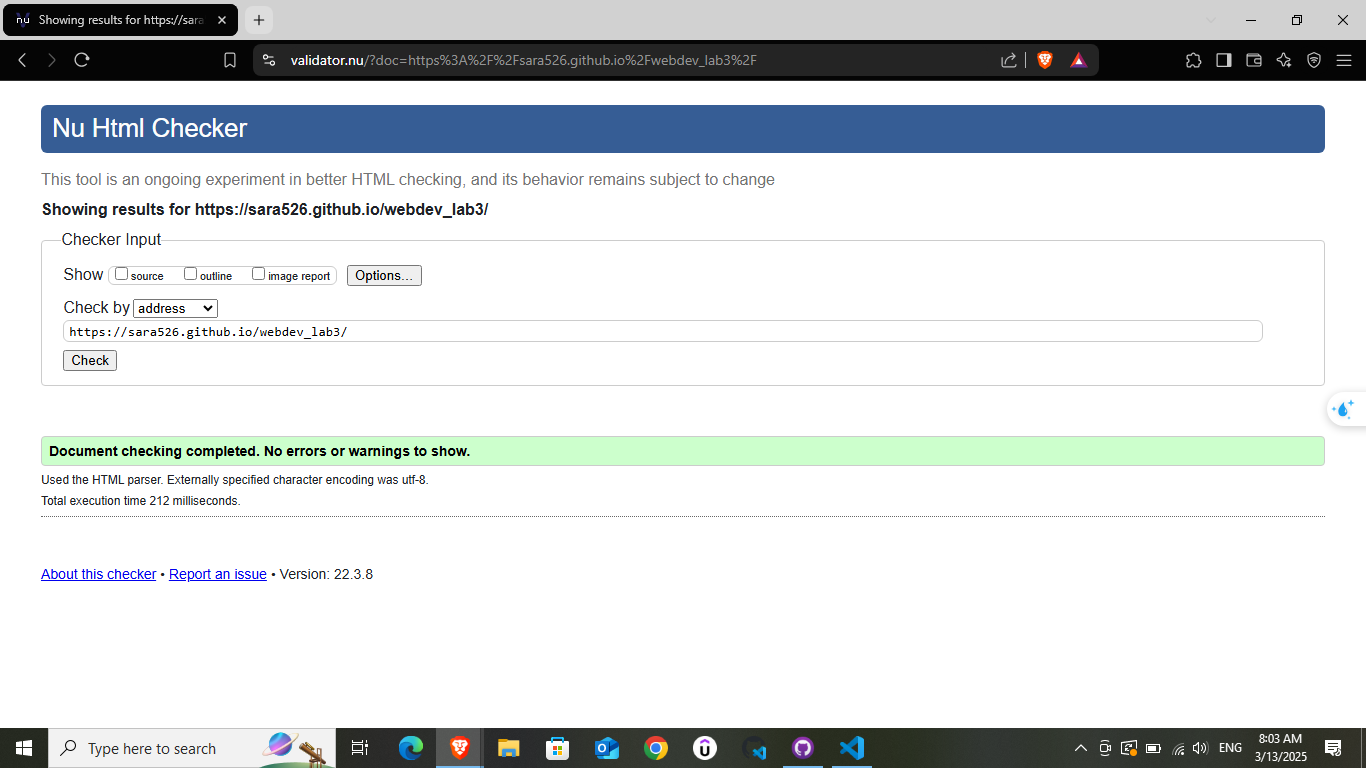 nu Showing results for https://sara
validator.nu/?doc=https%3A%2F%2Fsara526.github.io%2Fwebdev_lab3%2F
Nu Html Checker
This tool is an ongoing experiment in better HTML checking, and its behavior remains subject to change
Showing results for https://sara526.github.io/webdev_lab3/
Checker Input
Show source outline image report Options...
Check by address
https://sara526.github.io/webdev_lab3/
Check
Document checking completed. No errors or warnings to show.
Used the HTML parser. Externally specified character encoding was utf-8.
Total execution time 212 milliseconds.
About this checker • Report an issue • Version: 22.3.8
Type here to search
ENG
8:03 AM
3/13/2025